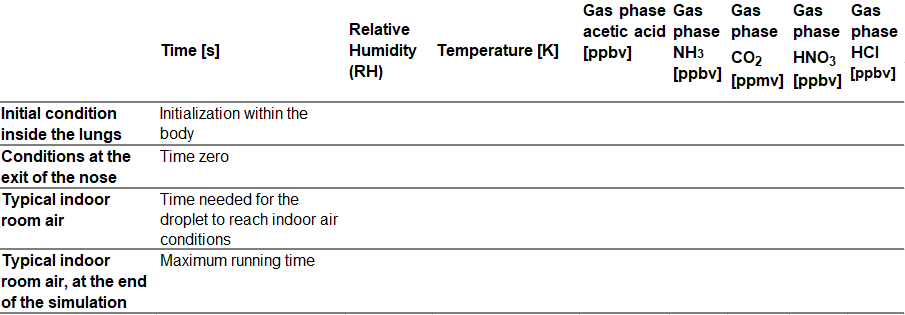 Time [s]
Relative
Humidity
(RH)
Temperature [K]
Gas phase
acetic acid
[ppbv]
Gas
phase
NH3
[ppbv]
Gas
phase
CO2
[ppmv]
Gas
phase
HNO3
[ppbv]
Gas
phase
HCl
[ppbv]
Initial condition
inside the lungs
Initialization within the
body
Conditions at the
exit of the nose
Time zero
Typical indoor
room air
Time needed for the
droplet to reach indoor air
conditions
Typical indoor
room air, at the end
of the simulation
Maximum running time